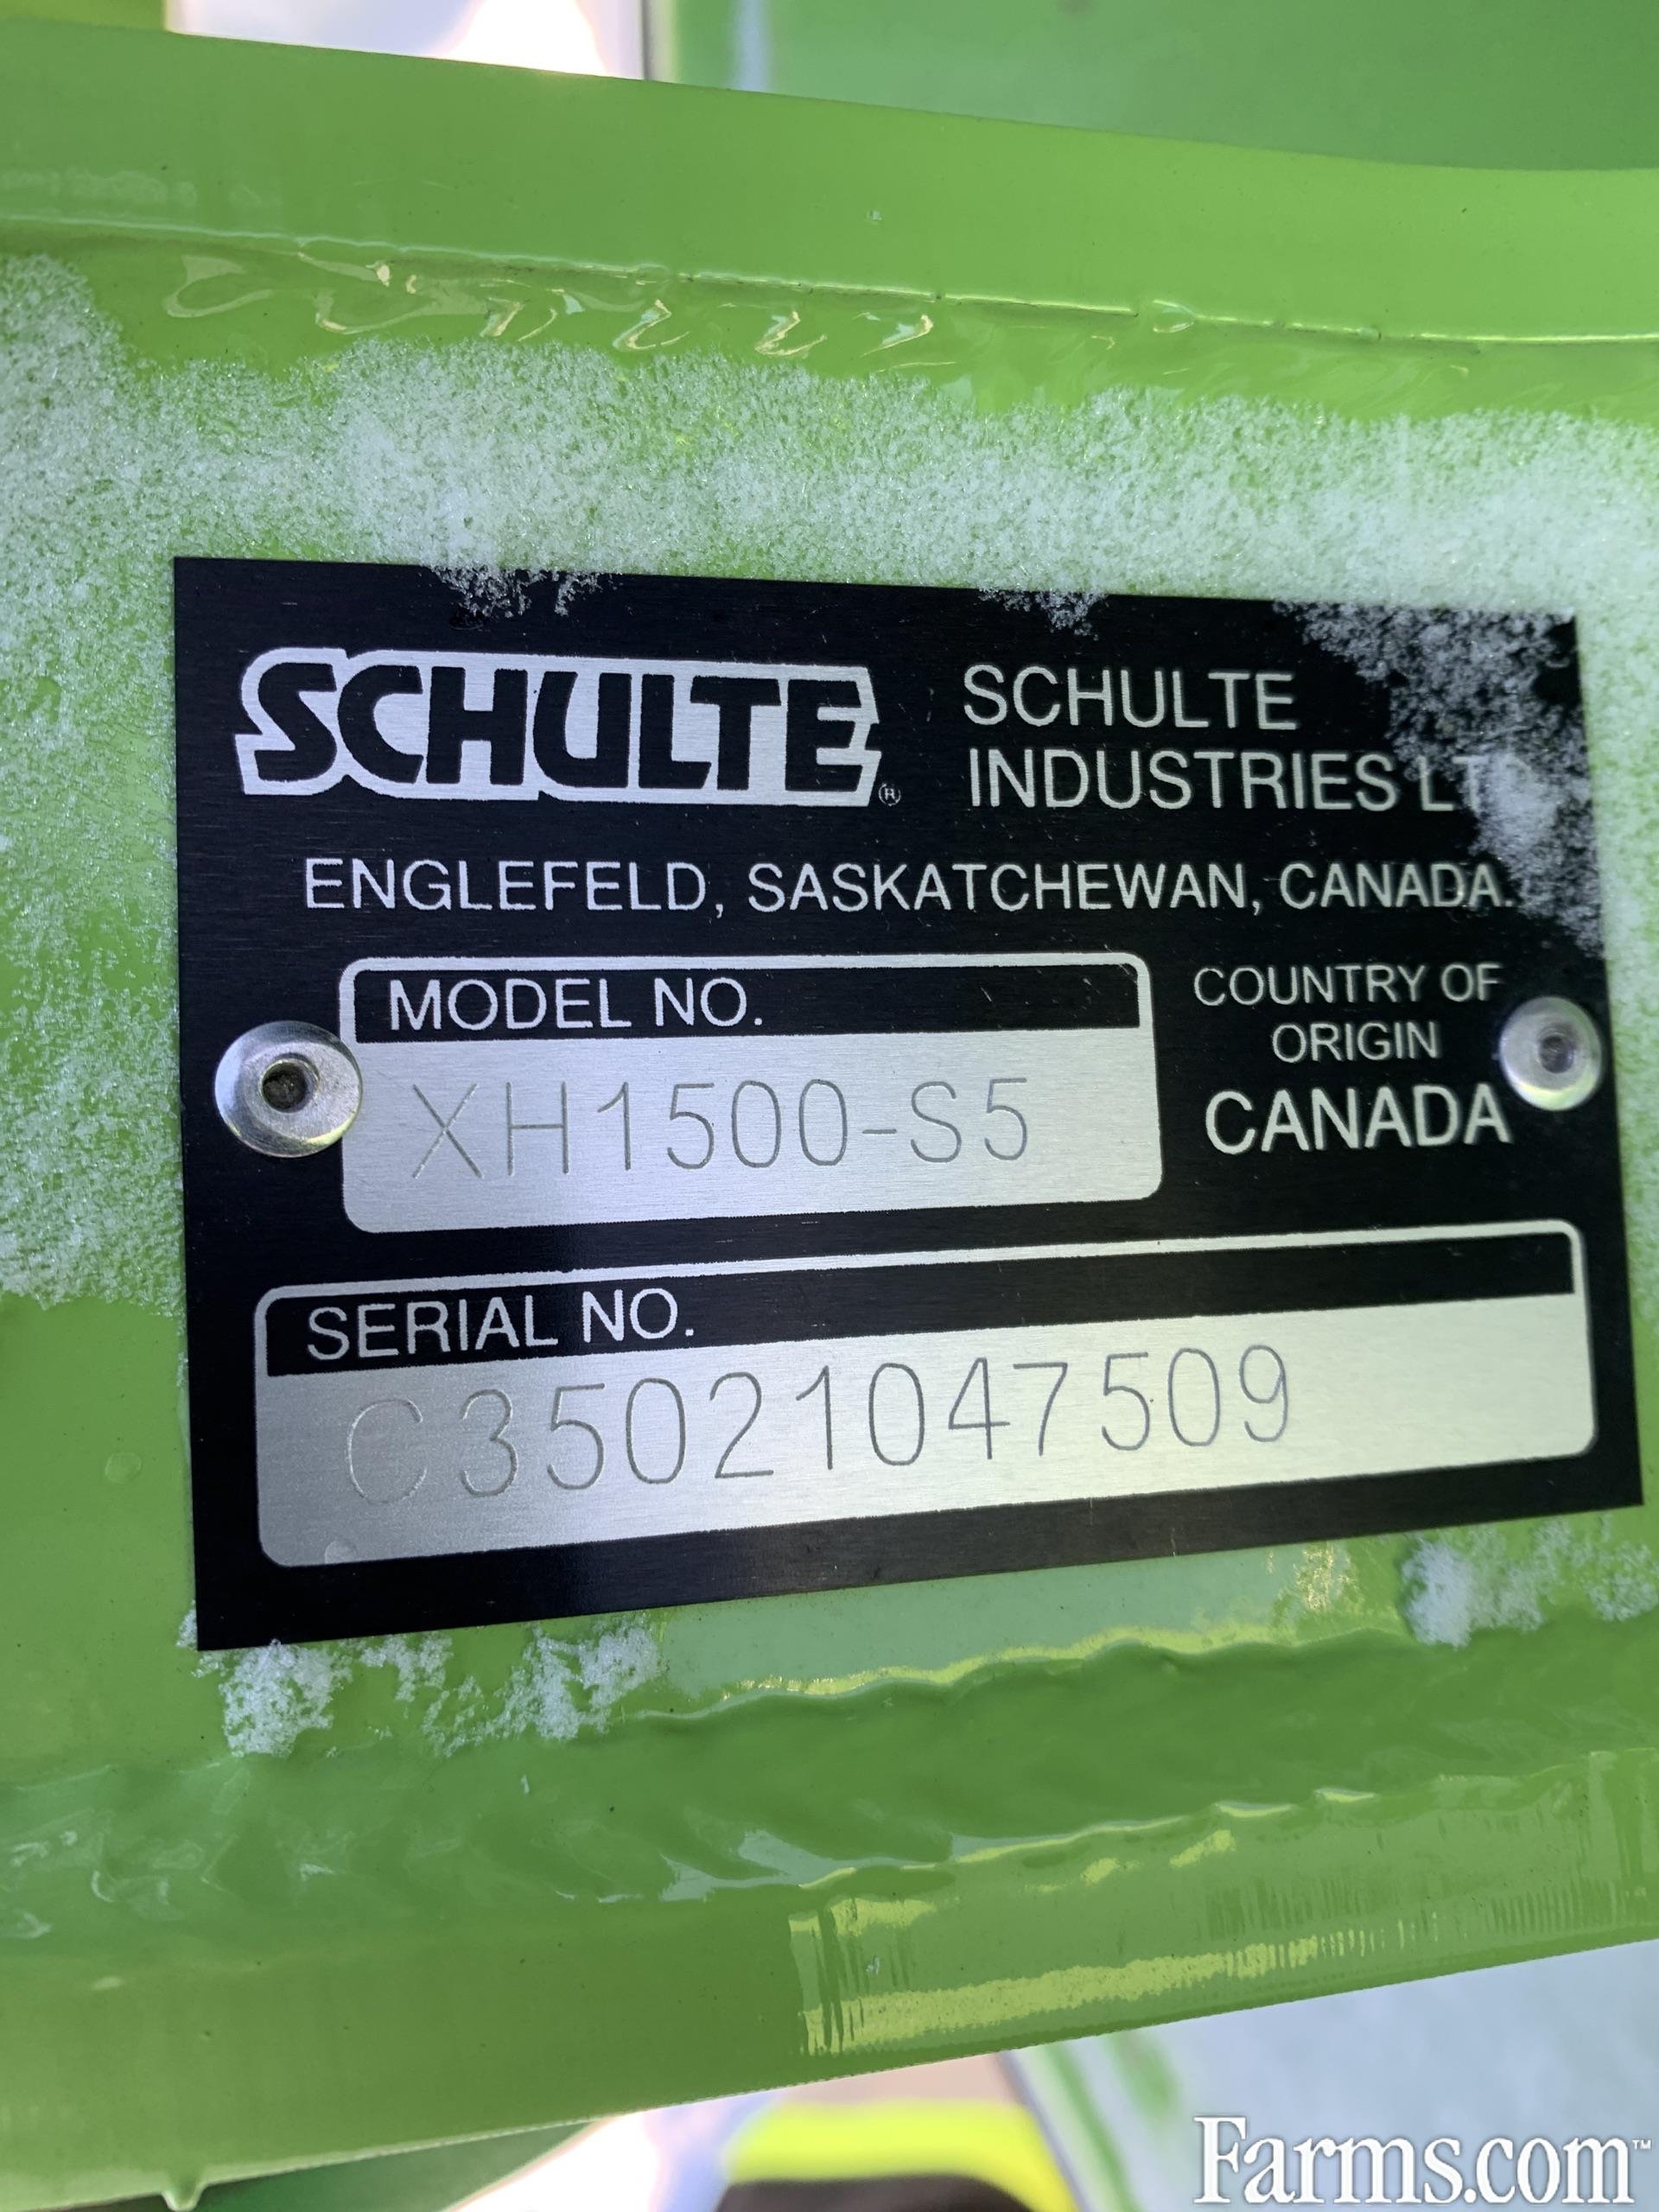 SCHULTE®
SCHULTE
INDUSTRIES LT
ENGLEFELD, SASKATCHEWAN, CANADA.
MODEL NO.
XH1500-S5
COUNTRY OF
ORIGIN
CANADA
SERIAL NO.
C35021047509
Farms.com™